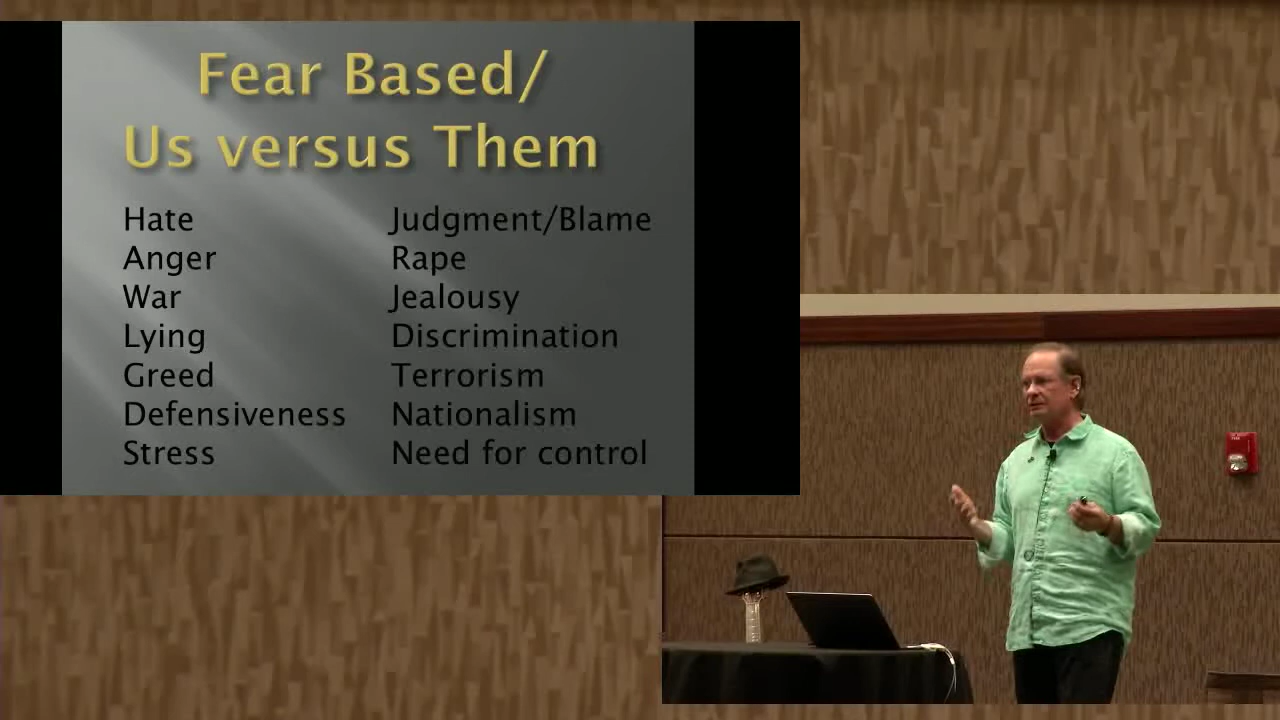 Fear Based/
Us versus Them
Hate
Anger
War
Lying
Greed
Defensiveness
Stress
Judgment/Blame
Rape
Jealousy
Discrimination
Terrorism
Nationalism
Need for control